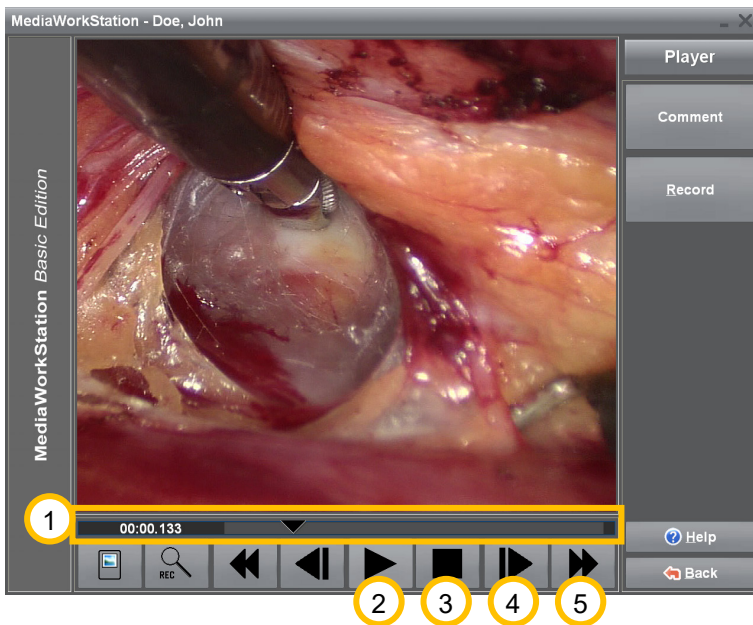 MediaWorkStation - Doe, John
Player
Comment
Record
MediaWorkStation Basic Edition
1
00:00.133
REC
Help
Back
2
3
4
5